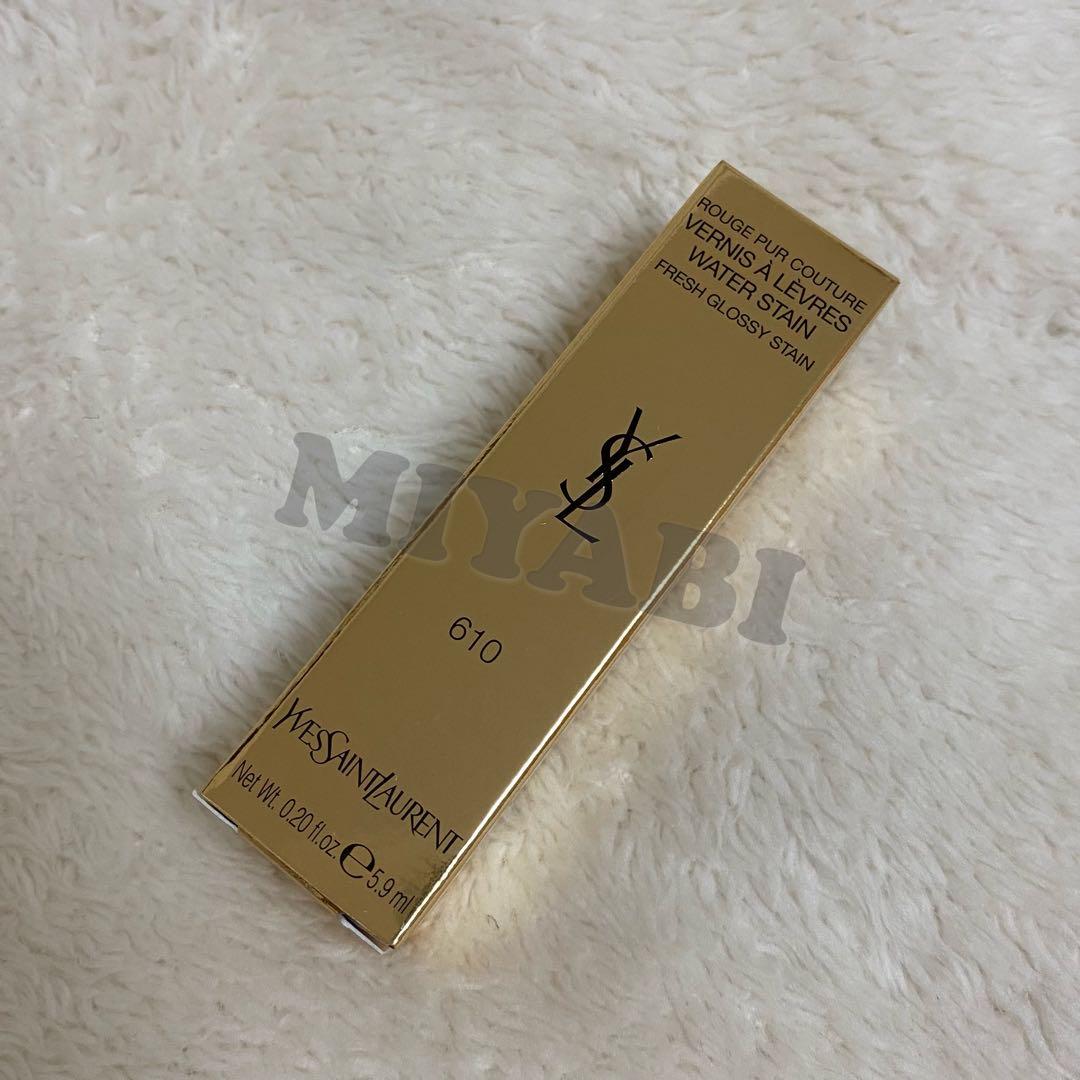 ROUGE PUR COUTURE
VERNIS À LÈVRES
WATER STAIN
FRESH GLOSSY STAIN
YSL
MIYABI
610
YVESSAINTLAURENT
Net Wt. 0.20 fl.oz. e 5.9 ml